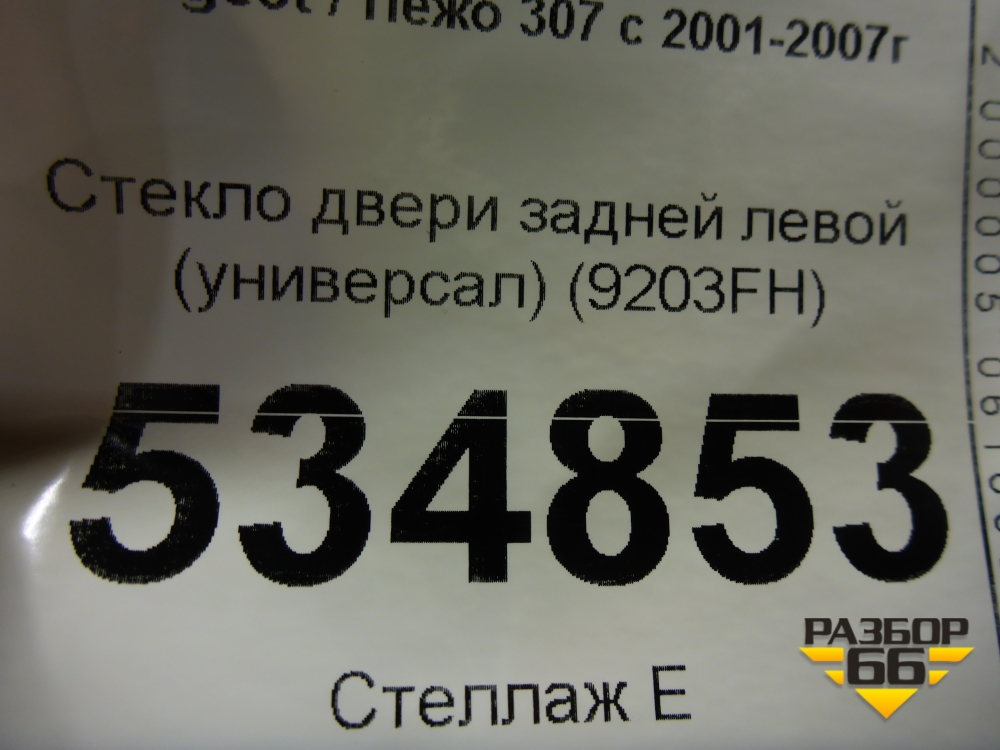 / Пежо 307 с 2001-2007г
Стекло двери задней левой
(универсал) (9203FH)
534853
Стеллаж Е
РАЗБОР
66